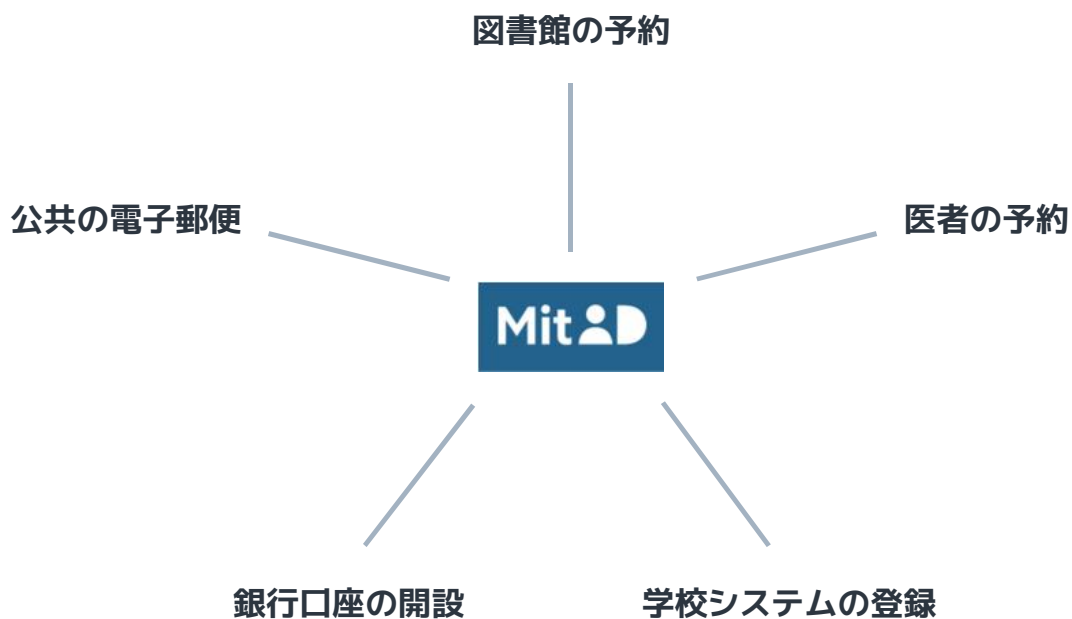 図書館の予約
公共の電子郵便
医者の予約
MitID
銀行口座の開設
学校システムの登録